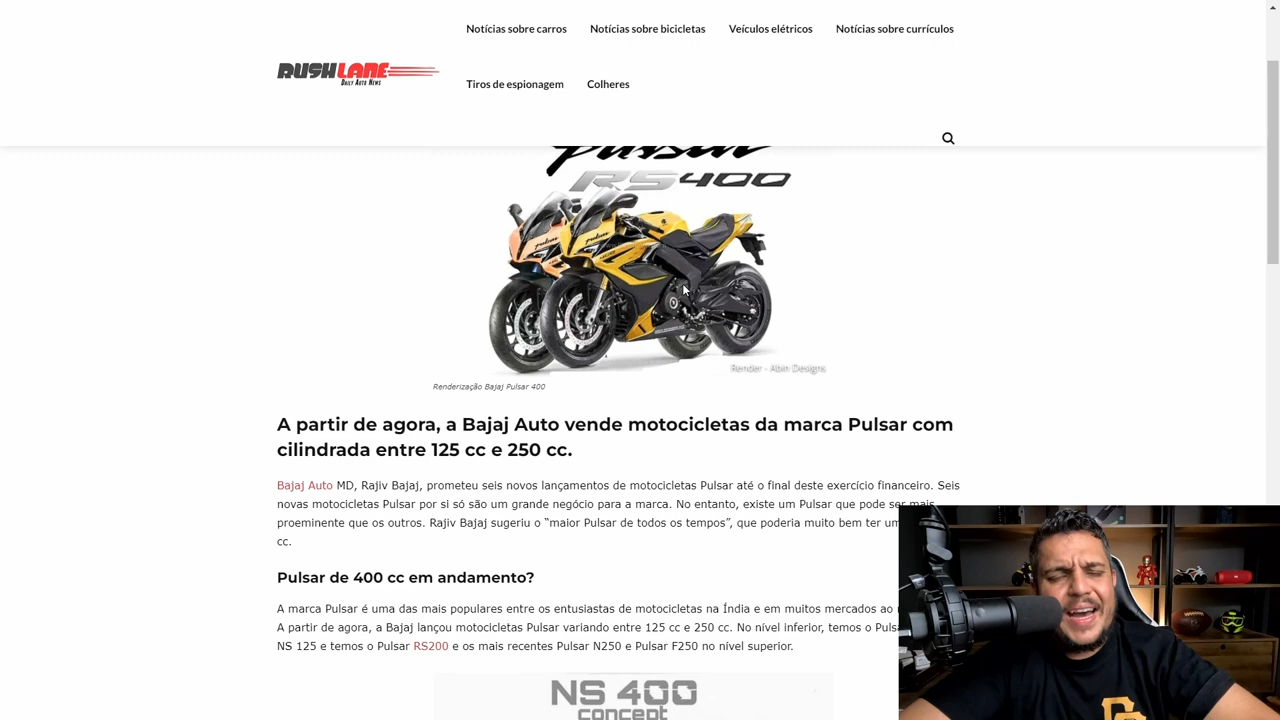 Notícias sobre carros
Notícias sobre bicicletas
Veículos elétricos
Notícias sobre currículos
RUSHLANE
DAILY AUTO NEWS
Tiros de espionagem
Colheres
Pulsar
RS400
Render - Abin Designs
Renderização Bajaj Pulsar 400
A partir de agora, a Bajaj Auto vende motocicletas da marca Pulsar com
cilindrada entre 125 cc e 250 cc.
Bajaj Auto MD, Rajiv Bajaj, prometeu seis novos lançamentos de motocicletas Pulsar até o final deste exercício financeiro. Seis
novas motocicletas Pulsar por si só são um grande negócio para a marca. No entanto, existe um Pulsar que pode ser mais
proeminente que os outros. Rajiv Bajaj sugeriu o “maior Pulsar de todos os tempos”, que poderia muito bem ter
cc.
Pulsar de 400 cc em andamento?
A marca Pulsar é uma das mais populares entre os entusiastas de motocicletas na Índia e em muitos mercados ao
A partir de agora, a Bajaj lançou motocicletas Pulsar variando entre 125 cc e 250 cc. No nível inferior, temos o
NS 125 e temos o Pulsar RS200 e os mais recentes Pulsar N250 e Pulsar F250 no nível superior.
NS 400
concept